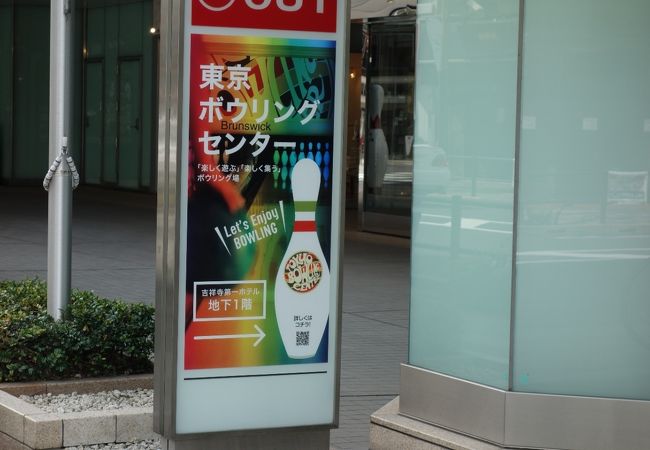 東京
ボウリング
Brunswick
センター
「楽しく遊ぶ」「楽しく集う」
ボウリング場
Let's Enjoy
BOWLING
吉祥寺第一ホテル
地下1階
TOKYO
BOWLING
詳しくは
コチラ!